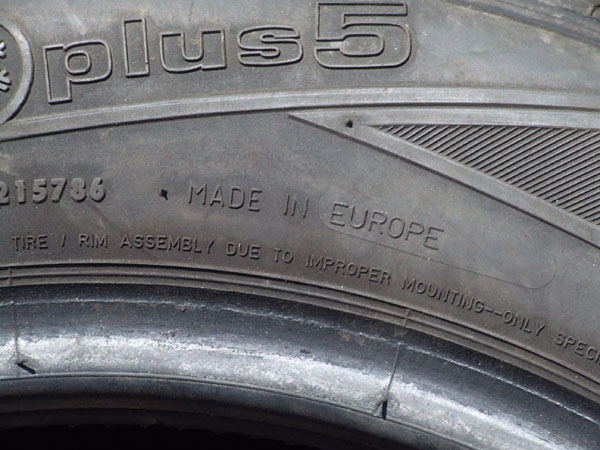 plus5
215786
MADE IN EUROPE
TIRE / RIM ASSEMBLY DUE TO IMPROPER MOUNTING--ONLY